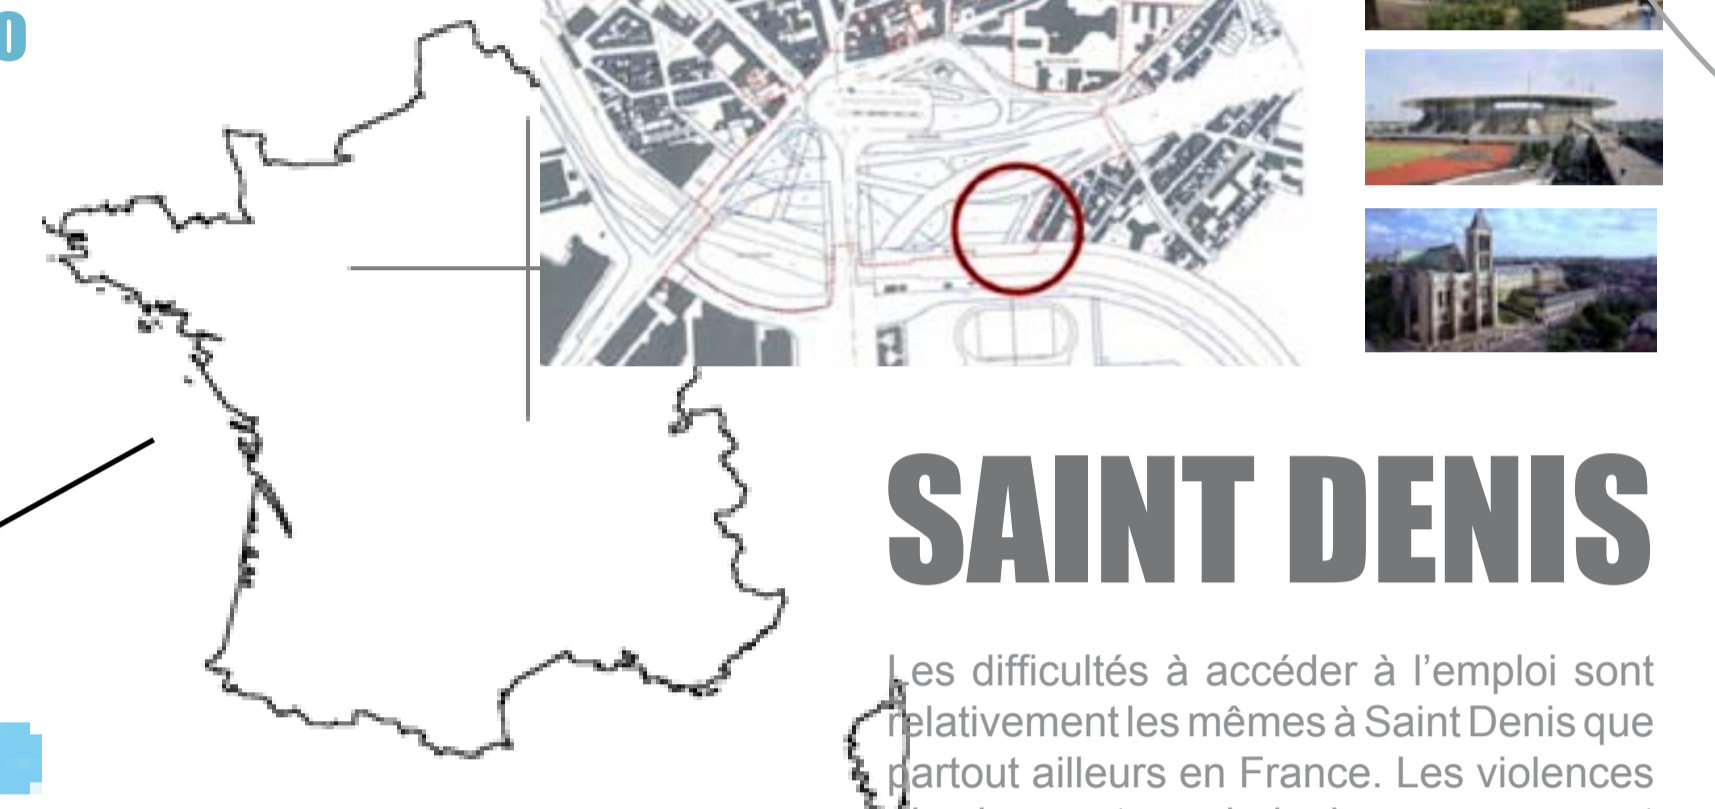 SAINT DENIS
Les difficultés à accéder à l’emploi sont
relativement les mêmes à Saint Denis que
partout ailleurs en France. Les violences